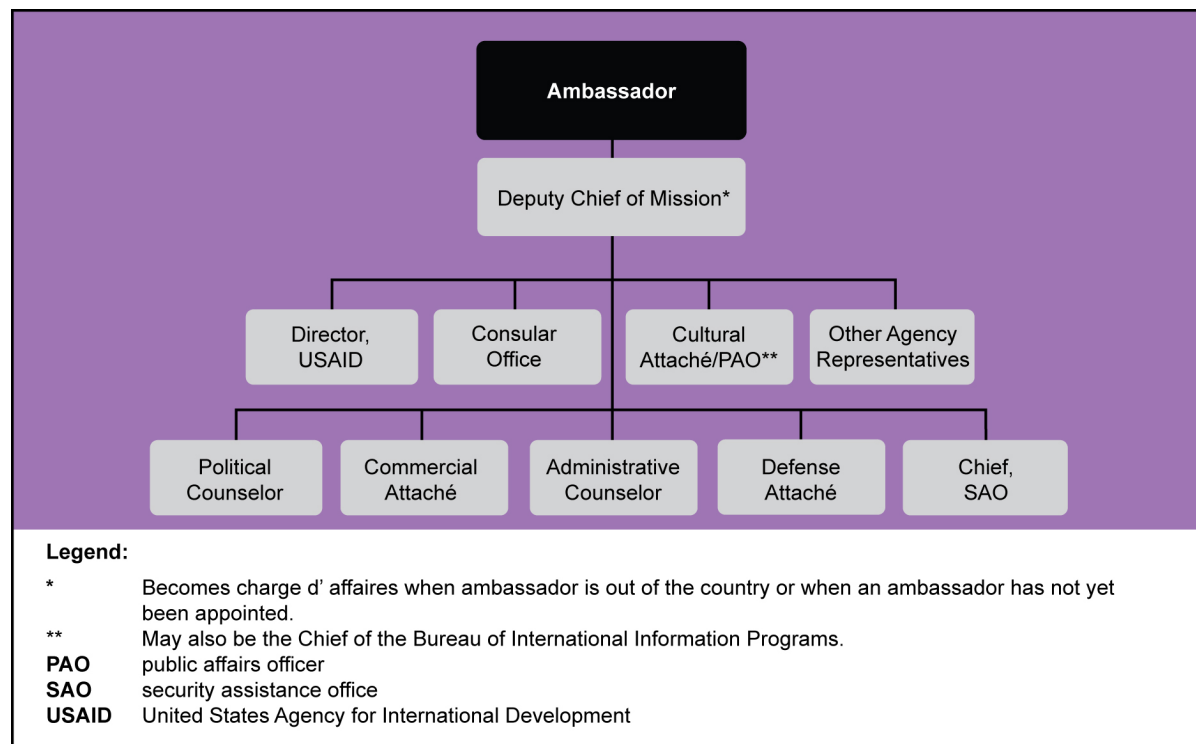 Ambassador
Deputy Chief of Mission*
Director,
USAID
Consular
Office
Cultural
Attaché/PAO**
Other Agency
Representatives
Political
Counselor
Commercial
Attaché
Administrative
Counselor
Defense
Attaché
Chief,
SAO
Legend:
* Becomes charge d’ affaires when ambassador is out of the country or when an ambassador has not yet
been appointed.
** May also be the Chief of the Bureau of International Information Programs.
PAO public affairs officer
SAO security assistance office
USAID United States Agency for International Development